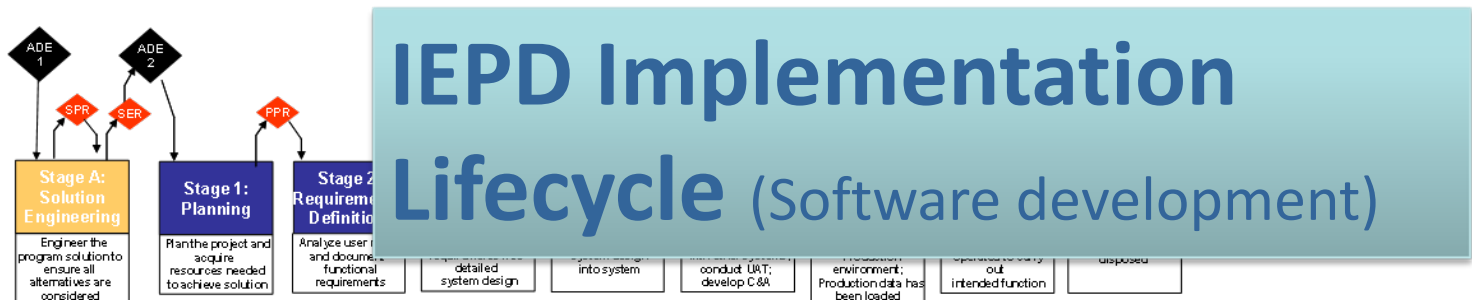 IEPD Implementation
Lifecycle (Software development)
ADE
1
ADE
2
SPR
SER
PPR
Stage A:
Solution
Engineering
Engineer the
program solution to
ensure all
alternatives are
considered
Stage 1:
Planning
Plan the project and
acquire
resources needed
to achieve solution
Stage 2
Definitio
Analyze user
and document
functional
requirements
detailed
system design
into system
conduct UAT;
develop C&A
environment;
Production data has
been loaded
out
intended function
disposed